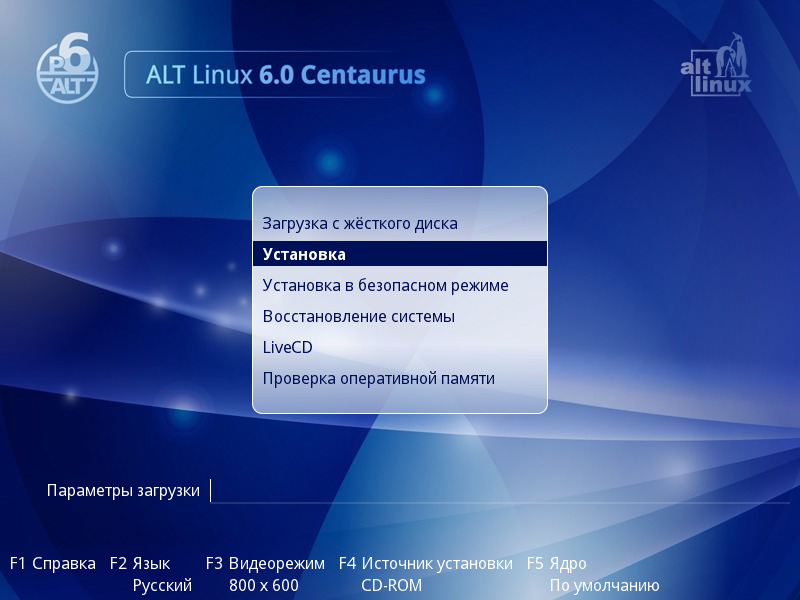 6
P
ALT
ALT Linux 6.0 Centaurus
alt
linux
Загрузка с жёсткого диска
Установка
Установка в безопасном режиме
Восстановление системы
LiveCD
Проверка оперативной памяти
Параметры загрузки
F1 Справка F2 Язык F3 Видеорежим F4 Источник установки F5 Ядро
Русский 800 x 600 CD-ROM По умолчанию